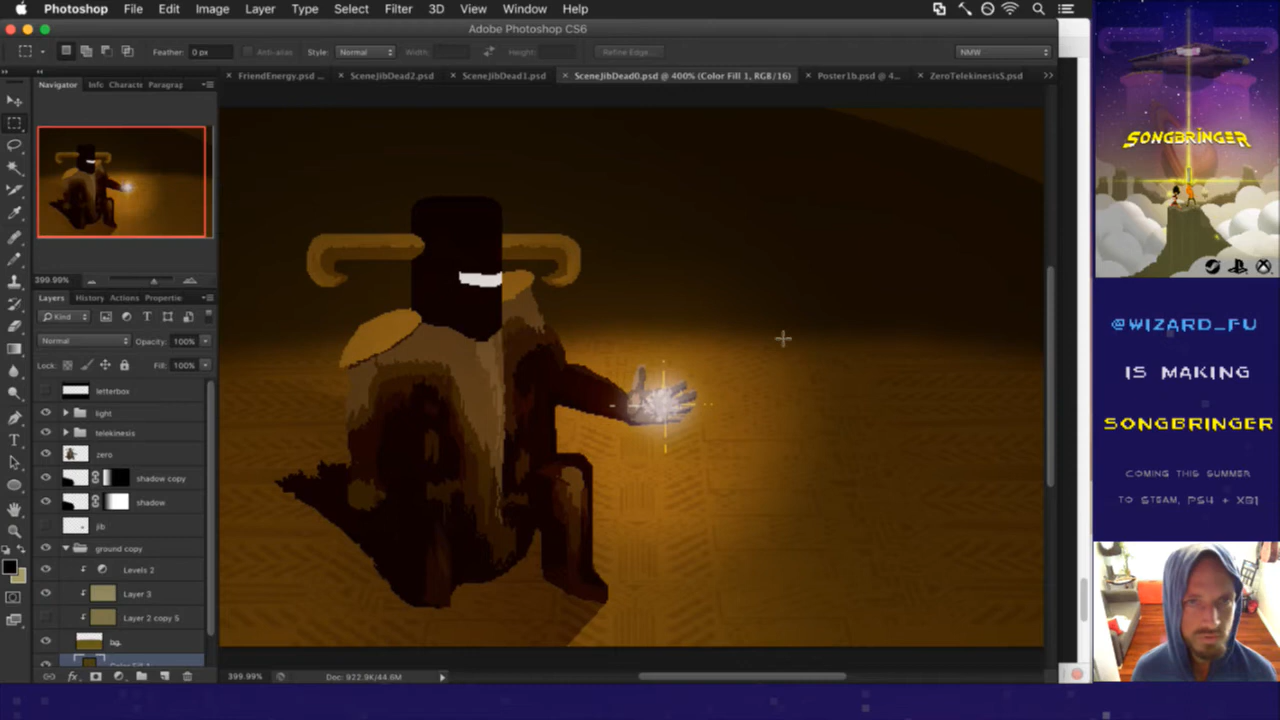 Photoshop File Edit Image Layer Type Select Filter 3D View Window Help
Adobe Photoshop CS6
Feather: 0 px Anti-alias Style: Normal Width: Height: Refine Edge... NMW
FriendEnergy.psd ... SceneJibDead2.psd SceneJibDead1.psd SceneJibDead0.psd @ 400% (Color Fill 1, RGB/16) Poster1b.psd @ 4... ZeroTelekinesisS.psd
Navigator Info Characte Paragrap
399.99%
Layers History Actions Propertie
Kind
Normal Opacity: 100%
Lock: Fill: 100%
letterbox
light
telekinesis
zero
shadow copy
shadow
jib
ground copy
Levels 2
Layer 3
Layer 2 copy 5
bg
Color Fill 1
399.99% Doc: 922.9K/44.6M
SONGBRINGER
@WIZARD_FU
IS MAKING
SONGBRINGER
COMING THIS SUMMER
TO STEAM, PS4 + XB1